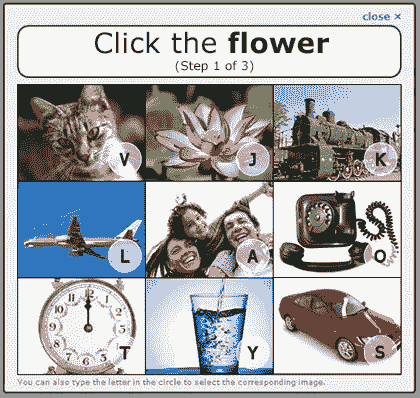 close ×
Click the flower
(Step 1 of 3)
V
J
K
L
A
O
T
Y
S
12
You can also type the letter in the circle to select the corresponding image.